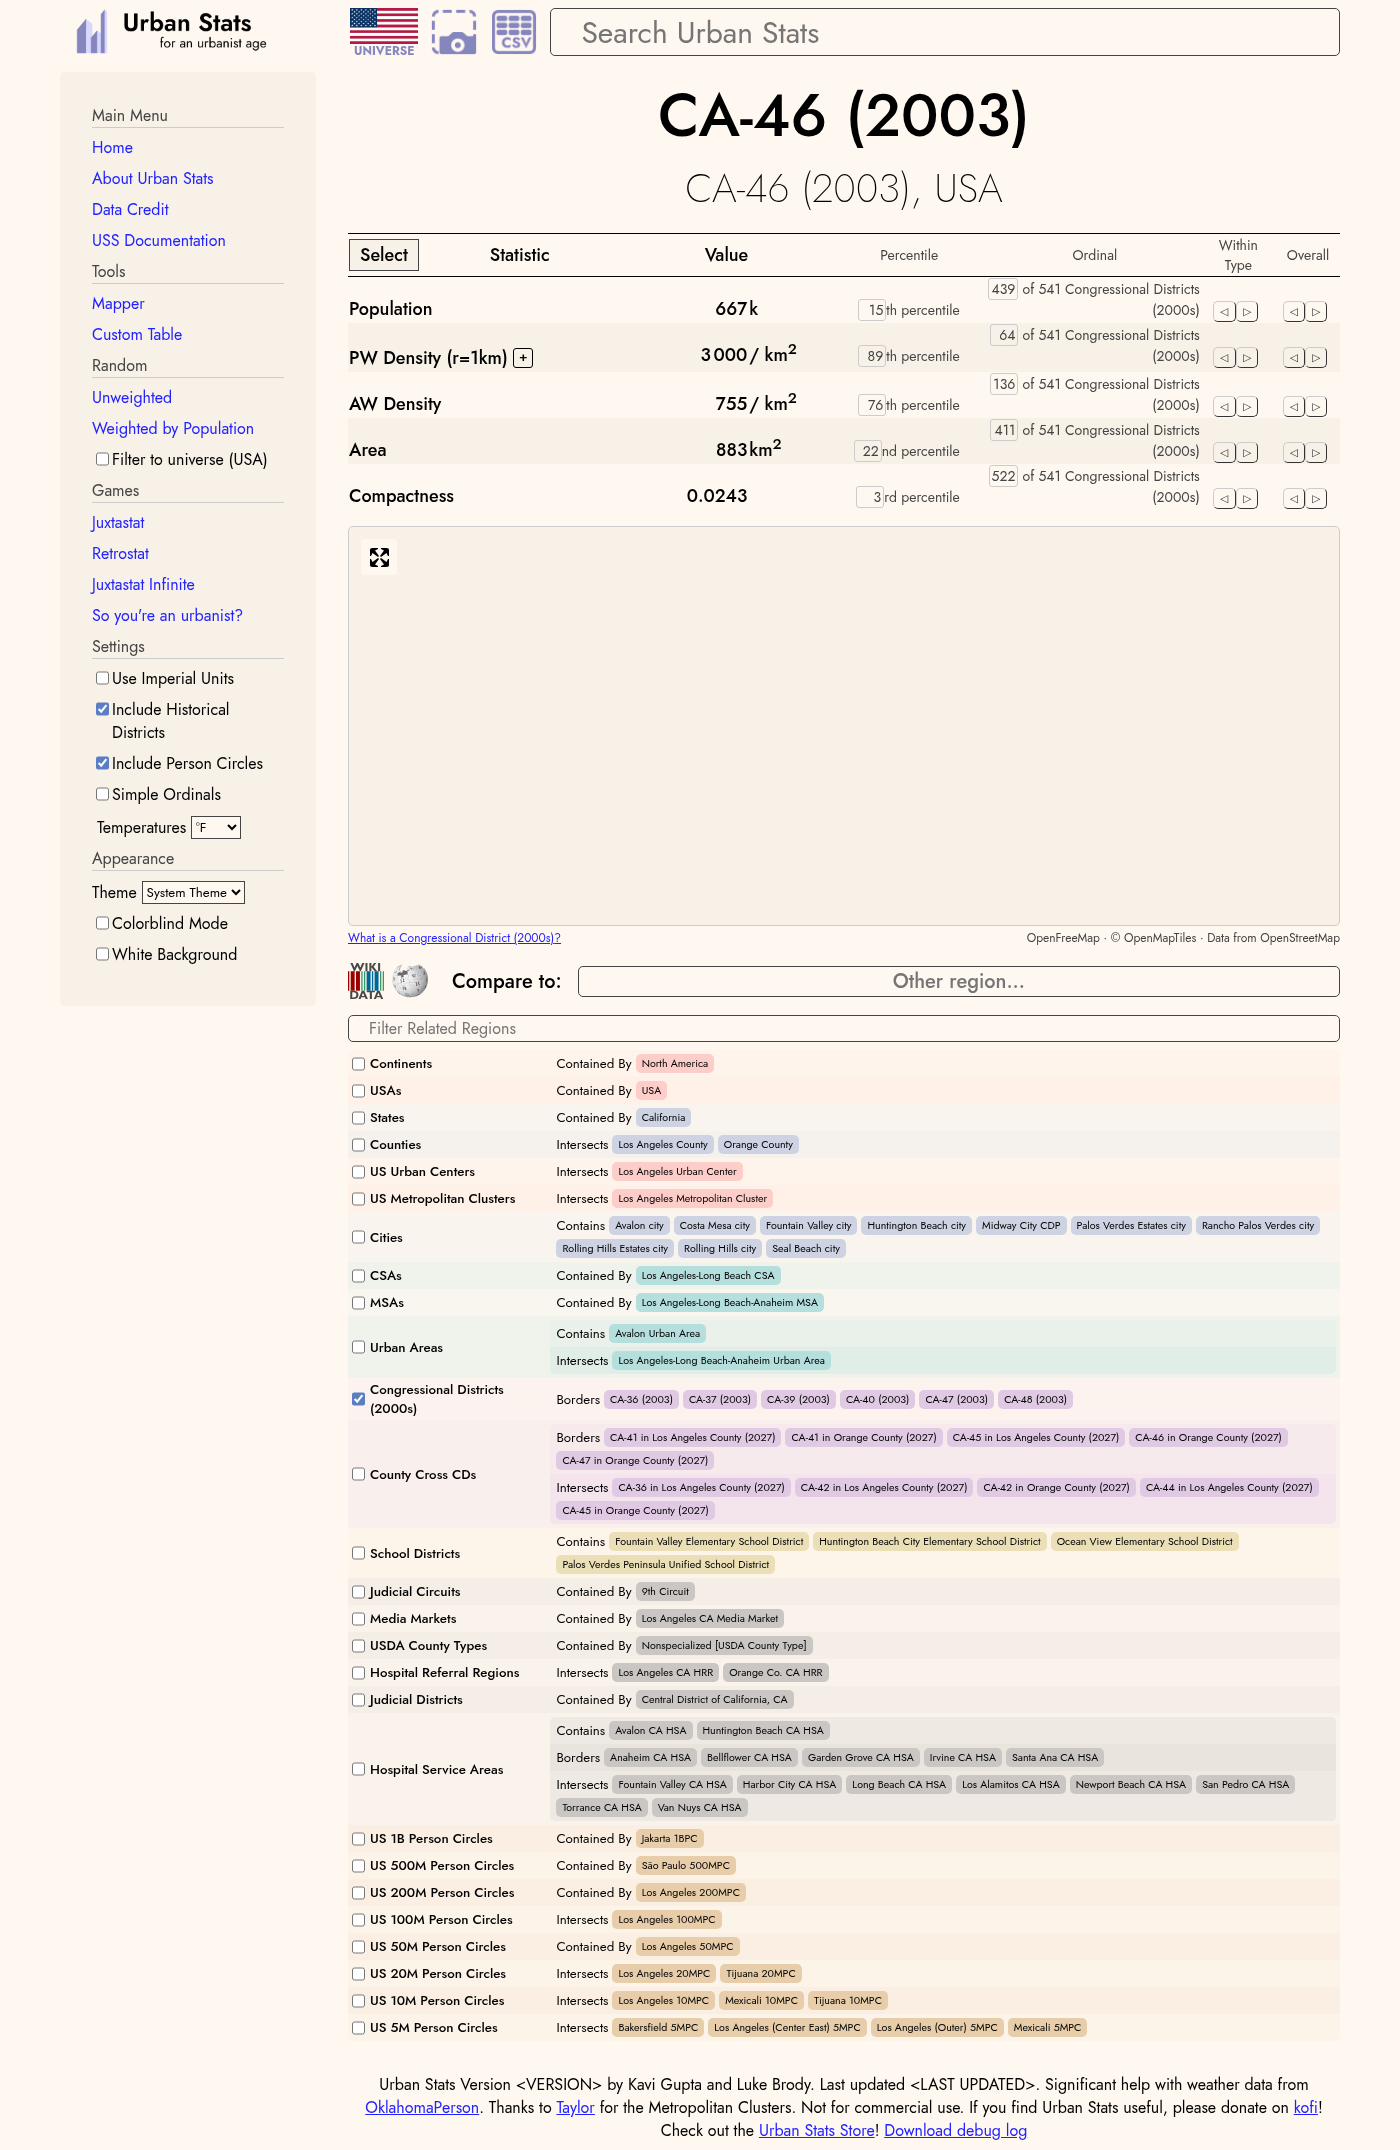 Urban Stats
for an urbanist age
UNIVERSE
CSV
Search Urban Stats
Main Menu
Home
About Urban Stats
Data Credit
USS Documentation
Tools
Mapper
Custom Table
Random
Unweighted
Weighted by Population
Filter to universe (USA)
Games
Juxtastat
Retrostat
Juxtastat Infinite
So you're an urbanist?
Settings
Use Imperial Units
Include Historical
Districts
Include Person Circles
Simple Ordinals
Temperatures °F
Appearance
Theme System Theme
Colorblind Mode
White Background
CA-46 (2003)
CA-46 (2003), USA
Select Statistic Value Percentile Ordinal Within Type Overall
Population 667k 15th percentile 439 of 541 Congressional Districts (2000s) ◁ ▷ ◁ ▷
PW Density (r=1km) + 3 000 / km² 89th percentile 64 of 541 Congressional Districts (2000s) ◁ ▷ ◁ ▷
AW Density 755 / km² 76th percentile 136 of 541 Congressional Districts (2000s) ◁ ▷ ◁ ▷
Area 883 km² 22nd percentile 411 of 541 Congressional Districts (2000s) ◁ ▷ ◁ ▷
Compactness 0.0243 3rd percentile 522 of 541 Congressional Districts (2000s) ◁ ▷ ◁ ▷
What is a Congressional District (2000s)? OpenFreeMap · © OpenMapTiles · Data from OpenStreetMap
WIKI
DATA
Compare to: Other region...
Filter Related Regions
Continents Contained By North America
USAs Contained By USA
States Contained By California
Counties Intersects Los Angeles County Orange County
US Urban Centers Intersects Los Angeles Urban Center
US Metropolitan Clusters Intersects Los Angeles Metropolitan Cluster
Cities Contains Avalon city Costa Mesa city Fountain Valley city Huntington Beach city Midway City CDP Palos Verdes Estates city Rancho Palos Verdes city
Rolling Hills Estates city Rolling Hills city Seal Beach city
CSAs Contained By Los Angeles-Long Beach CSA
MSAs Contained By Los Angeles-Long Beach-Anaheim MSA
Urban Areas Contains Avalon Urban Area
Intersects Los Angeles-Long Beach-Anaheim Urban Area
Congressional Districts (2000s) Borders CA-36 (2003) CA-37 (2003) CA-39 (2003) CA-40 (2003) CA-47 (2003) CA-48 (2003)
County Cross CDs Borders CA-41 in Los Angeles County (2027) CA-41 in Orange County (2027) CA-45 in Los Angeles County (2027) CA-46 in Orange County (2027)
CA-47 in Orange County (2027)
Intersects CA-36 in Los Angeles County (2027) CA-42 in Los Angeles County (2027) CA-42 in Orange County (2027) CA-44 in Los Angeles County (2027)
CA-45 in Orange County (2027)
School Districts Contains Fountain Valley Elementary School District Huntington Beach City Elementary School District Ocean View Elementary School District
Palos Verdes Peninsula Unified School District
Judicial Circuits Contained By 9th Circuit
Media Markets Contained By Los Angeles CA Media Market
USDA County Types Contained By Nonspecialized [USDA County Type]
Hospital Referral Regions Intersects Los Angeles CA HRR Orange Co. CA HRR
Judicial Districts Contained By Central District of California, CA
Hospital Service Areas Contains Avalon CA HSA Huntington Beach CA HSA
Borders Anaheim CA HSA Bellflower CA HSA Garden Grove CA HSA Irvine CA HSA Santa Ana CA HSA
Intersects Fountain Valley CA HSA Harbor City CA HSA Long Beach CA HSA Los Alamitos CA HSA Newport Beach CA HSA San Pedro CA HSA
Torrance CA HSA Van Nuys CA HSA
US 1B Person Circles Contained By Jakarta 1BPC
US 500M Person Circles Contained By São Paulo 500MPC
US 200M Person Circles Contained By Los Angeles 200MPC
US 100M Person Circles Intersects Los Angeles 100MPC
US 50M Person Circles Contained By Los Angeles 50MPC
US 20M Person Circles Intersects Los Angeles 20MPC Tijuana 20MPC
US 10M Person Circles Intersects Los Angeles 10MPC Mexicali 10MPC Tijuana 10MPC
US 5M Person Circles Intersects Bakersfield 5MPC Los Angeles (Center East) 5MPC Los Angeles (Outer) 5MPC Mexicali 5MPC
Urban Stats Version <VERSION> by Kavi Gupta and Luke Brody. Last updated <LAST UPDATED>. Significant help with weather data from
OklahomaPerson. Thanks to Taylor for the Metropolitan Clusters. Not for commercial use. If you find Urban Stats useful, please donate on kofi!
Check out the Urban Stats Store! Download debug log